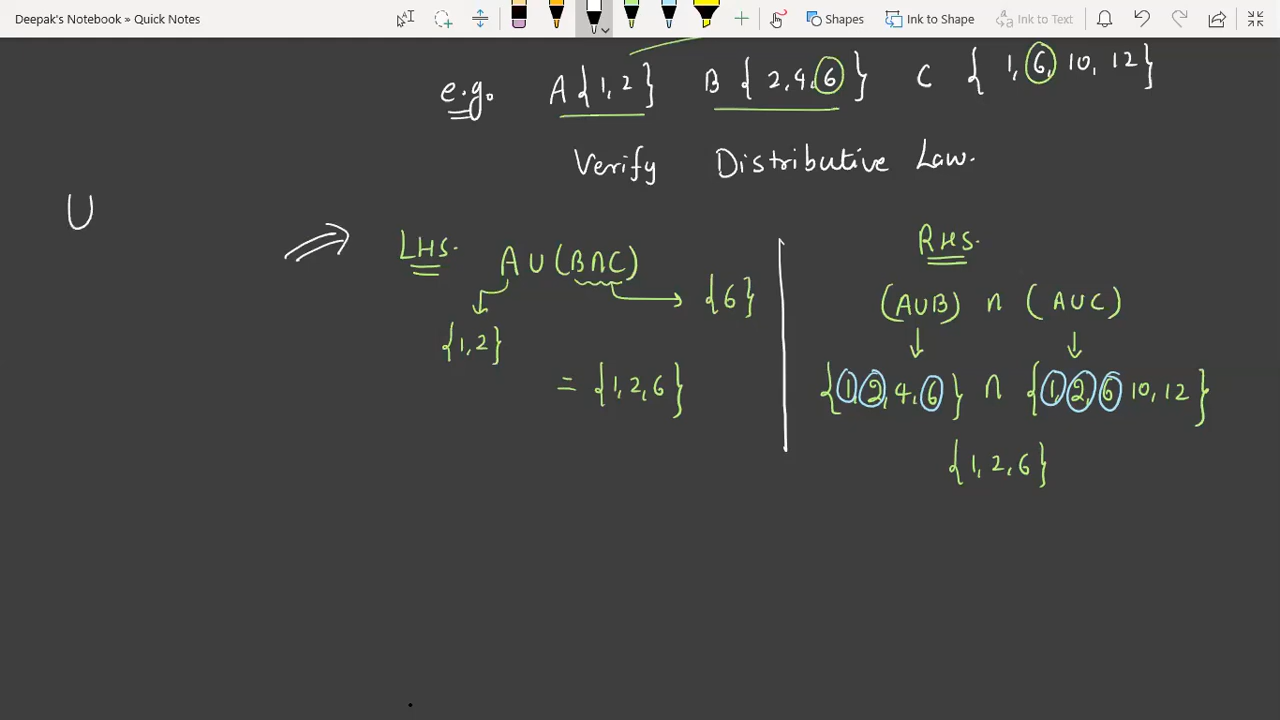 Deepak's Notebook » Quick Notes Shapes Ink to Shape Ink to Text
e.g. A {1,2} B { 2,4,6 } C { 1, 6, 10, 12 }
Verify Distributive Law.
U
LHS. A ∪ (B∩C) {6}
{1,2}
= {1,2,6}
RHS.
(A∪B) ∩ (A∪C)
{1,2,4,6} ∩ {1,2,6 10,12}
{1,2,6}